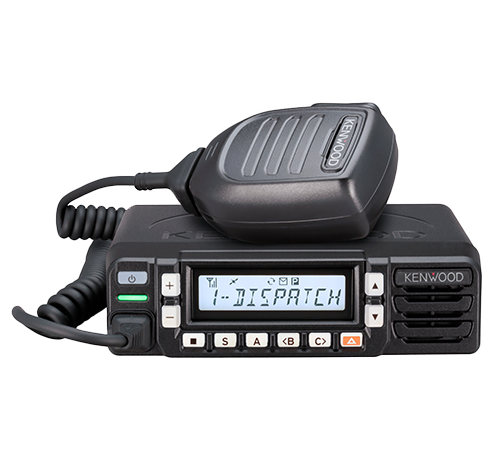 KENWOOD
KENWOOD
P
1-DISPATCH
+
-
S
A
<B
C>